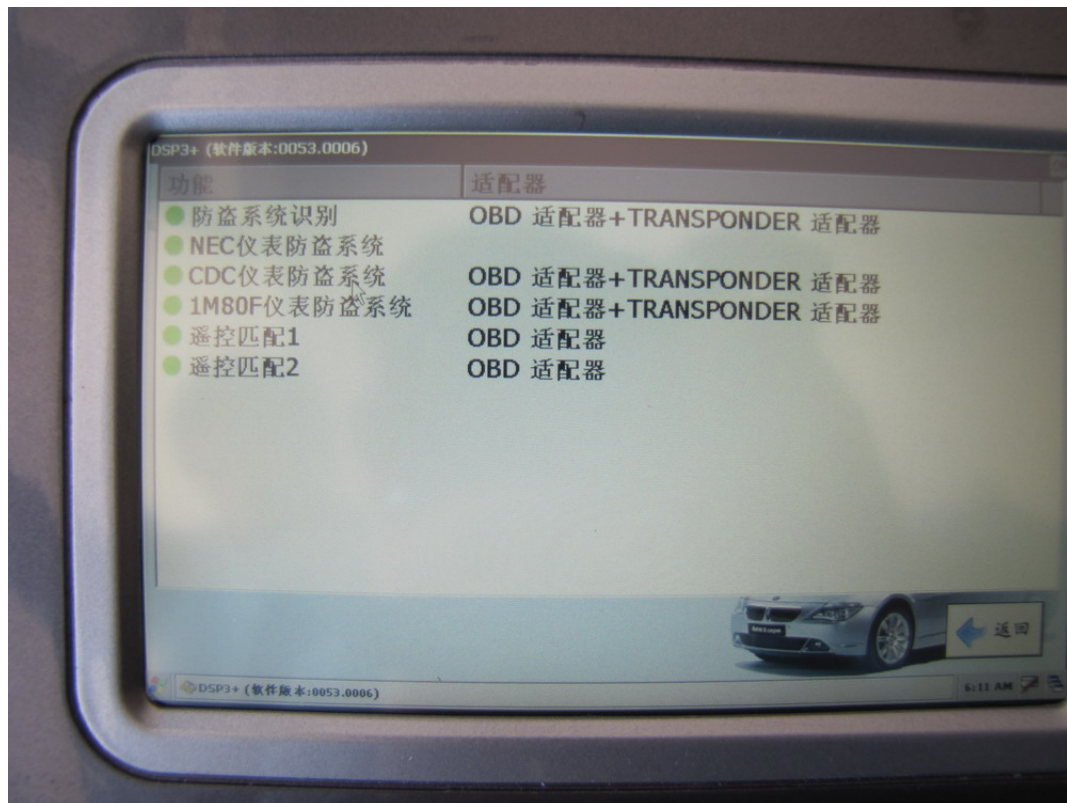 DSP3+ (软件版本:0053.0006)
功能 适配器
防盗系统识别 OBD 适配器+TRANSPONDER 适配器
NEC仪表防盗系统
CDC仪表防盗系统 OBD 适配器+TRANSPONDER 适配器
1M80F仪表防盗系统 OBD 适配器+TRANSPONDER 适配器
遥控匹配1 OBD 适配器
遥控匹配2 OBD 适配器
返回
DSP3+ (软件版本:0053.0006) 6:11 AM